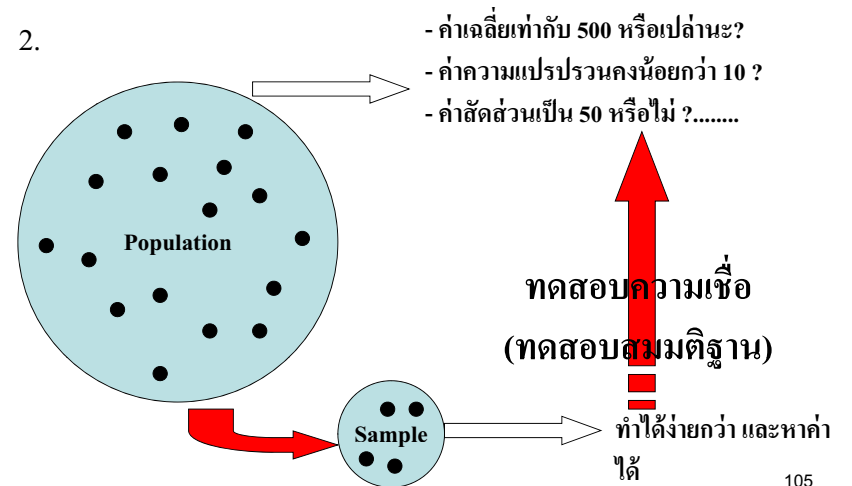 2.
- ค่าเฉลี่ยเท่ากับ 500 หรือเปล่านะ?
- ค่าความแปรปรวนคงน้อยกว่า 10 ?
- ค่าสัดส่วนเป็น 50 หรือไม่ ?........
Population
ทดสอบความเชื่อ
(ทดสอบสมมติฐาน)
Sample
ทำได้ง่ายกว่า และหาค่า
ได้
105